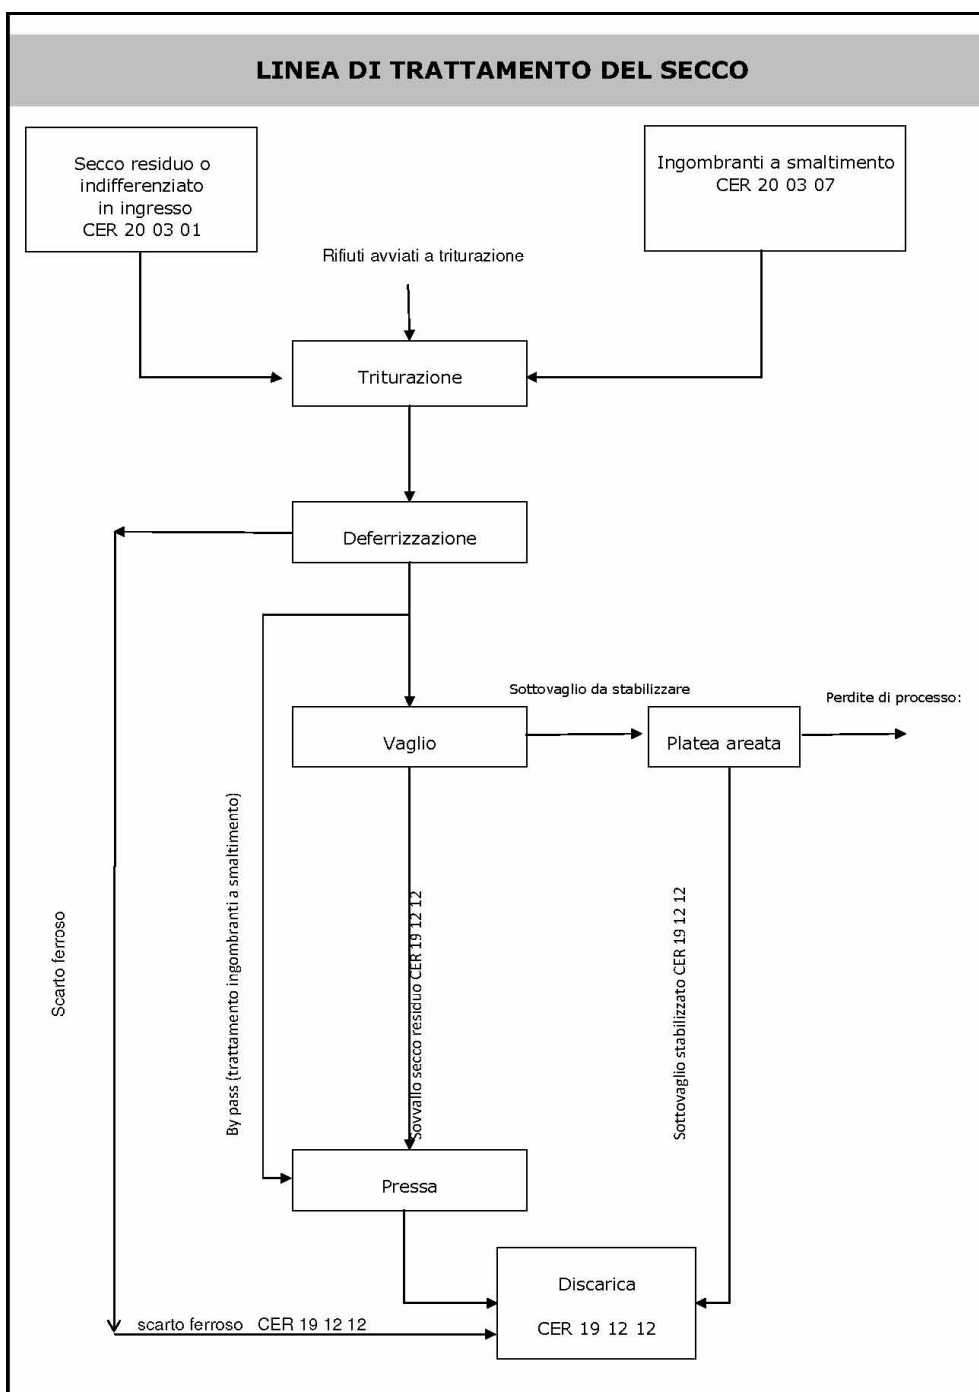 LINEA DI TRATTAMENTO DEL SECCO
Secco residuo o
indifferenziato
in ingresso
CER 20 03 01
Ingombranti a smaltimento
CER 20 03 07
Rifiuti avviati a triturazione
Triturazione
Deferrizzazione
Sottovaglio da stabilizzare
Perdite di processo:
Vaglio
Platea areata
Scarto ferroso
By pass (trattamento ingombranti a smaltimento)
Sovvallo secco residuo CER 19 12 12
Sottovaglio stabilizzato CER 19 12 12
Pressa
Discarica
CER 19 12 12
scarto ferroso CER 19 12 12